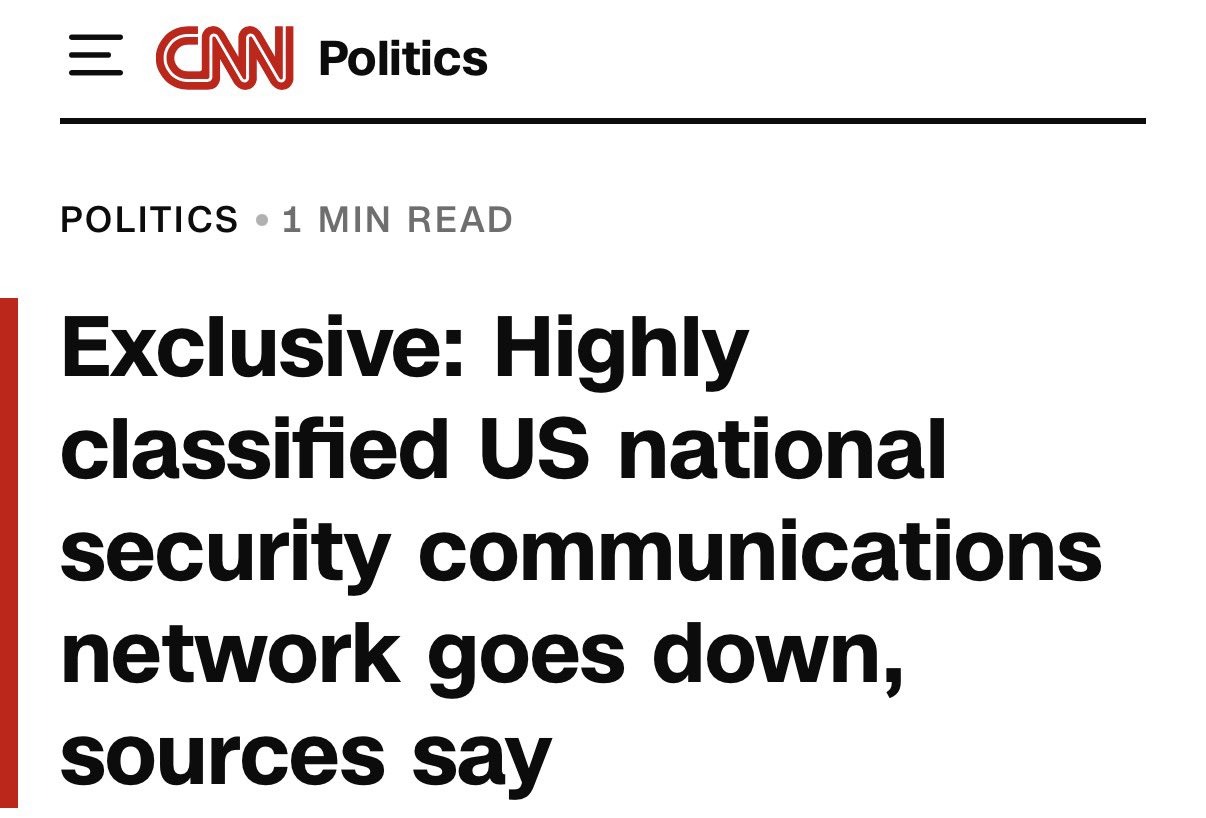 CNN Politics
POLITICS • 1 MIN READ
Exclusive: Highly
classified US national
security communications
network goes down,
sources say